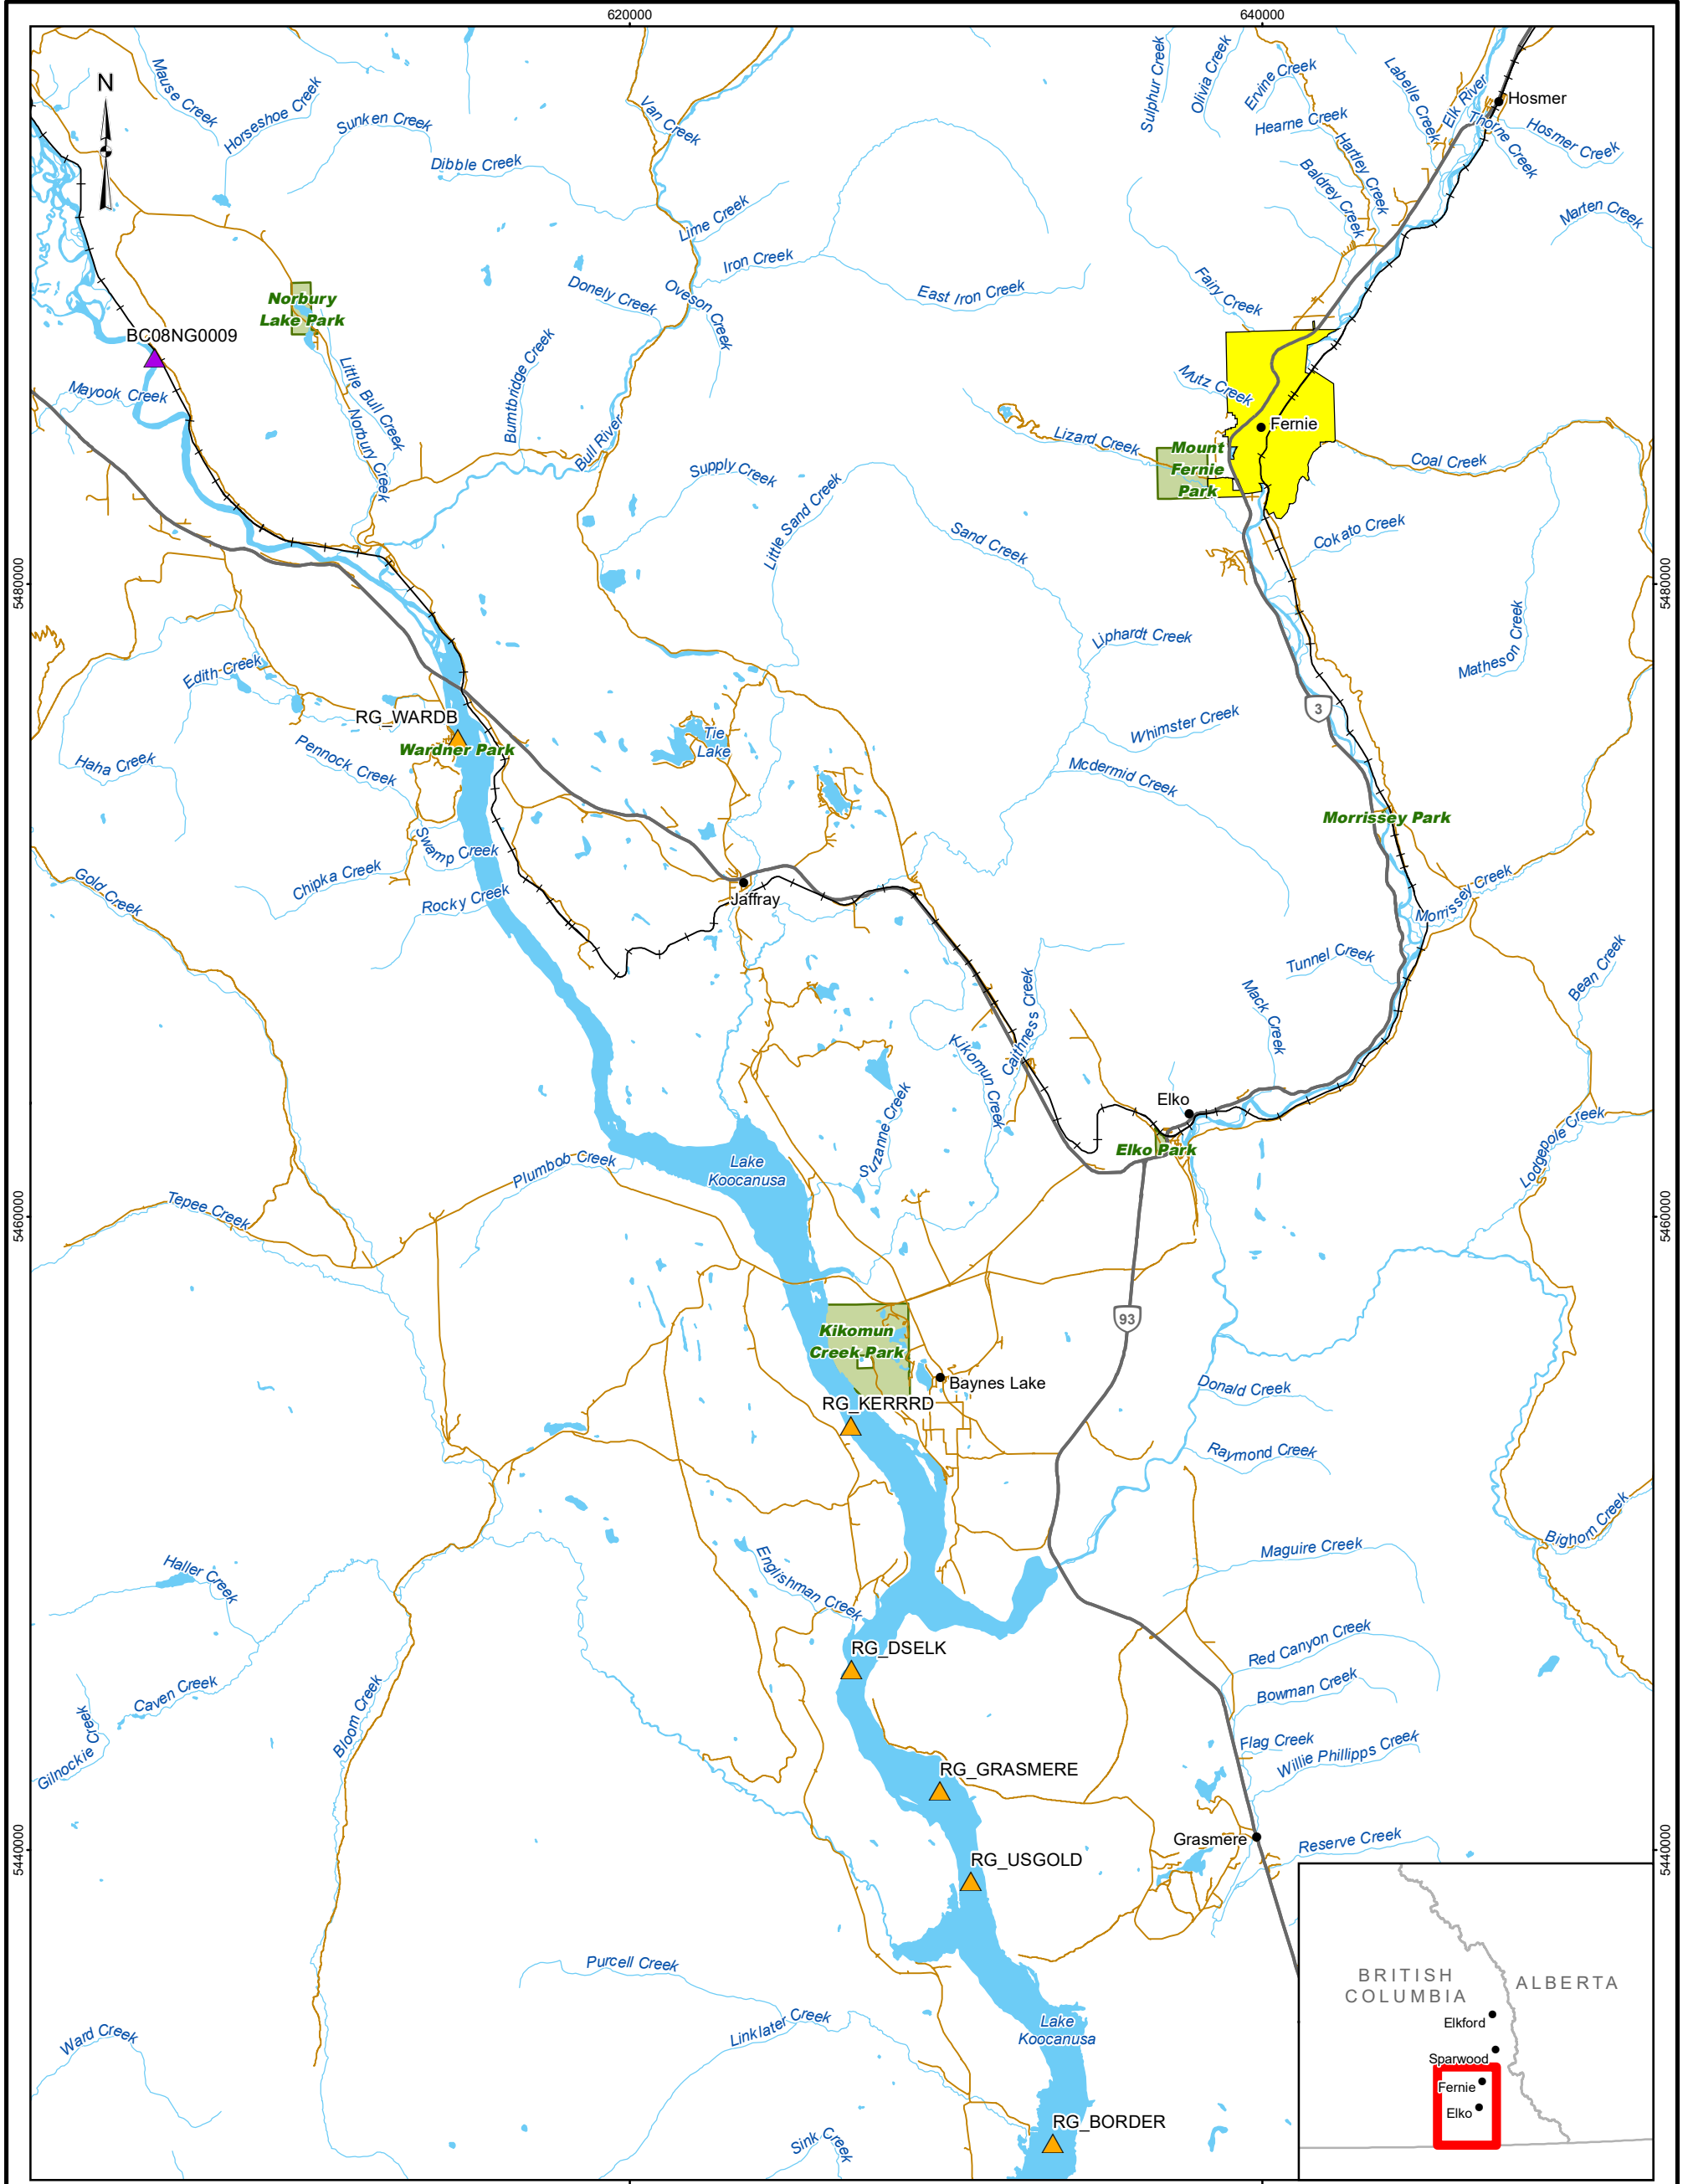 620000
640000
N
Mause Creek
Horseshoe Creek
Sunken Creek
Dibble Creek
Van Creek
Lime Creek
Iron Creek
East Iron Creek
Donely Creek
Oveson Creek
Sulphur Creek
Olivia Creek
Ervine Creek
Hearne Creek
Hartley Creek
Baldrey Creek
Labelle Creek
Elk River
Hosmer
Thorne Creek
Hosmer Creek
Marten Creek
Fairy Creek
Norbury
Lake Park
BC08NG0009
Mayook Creek
Little Bull Creek
Norbury Creek
Burntbridge Creek
Bull River
Supply Creek
Little Sand Creek
Sand Creek
Mutz Creek
Fernie
Lizard Creek
Mount
Fernie
Park
Coal Creek
Cokato Creek
5480000
5480000
Liphardt Creek
Matheson Creek
Edith Creek
RG_WARDB
Wardner Park
Pennock Creek
Haha Creek
Tie
Lake
Whimster Creek
Mcdermid Creek
3
Morrissey Park
Swamp Creek
Chipka Creek
Rocky Creek
Gold Creek
Jaffray
Morrissey Creek
Tunnel Creek
Mack Creek
Bean Creek
Caithness Creek
Kikomun Creek
Suzanne Creek
Elko
Elko Park
Lodgepole Creek
Lake
Koocanusa
Plumbob Creek
Tepee Creek
5460000
5460000
93
Kikomun
Creek Park
Baynes Lake
RG_KERRRD
Donald Creek
Raymond Creek
Bighorn Creek
Maguire Creek
Englishman Creek
Haller Creek
RG_DSELK
Red Canyon Creek
Bowman Creek
Caven Creek
Gilnockie Creek
Bloom Creek
Flag Creek
Willie Phillipps Creek
RG_GRASMERE
Grasmere
Reserve Creek
5440000
5440000
RG_USGOLD
Purcell Creek
Linklater Creek
Ward Creek
Lake
Koocanusa
RG_BORDER
Sink Creek
BRITISH
COLUMBIA
ALBERTA
Elkford
Sparwood
Fernie
Elko